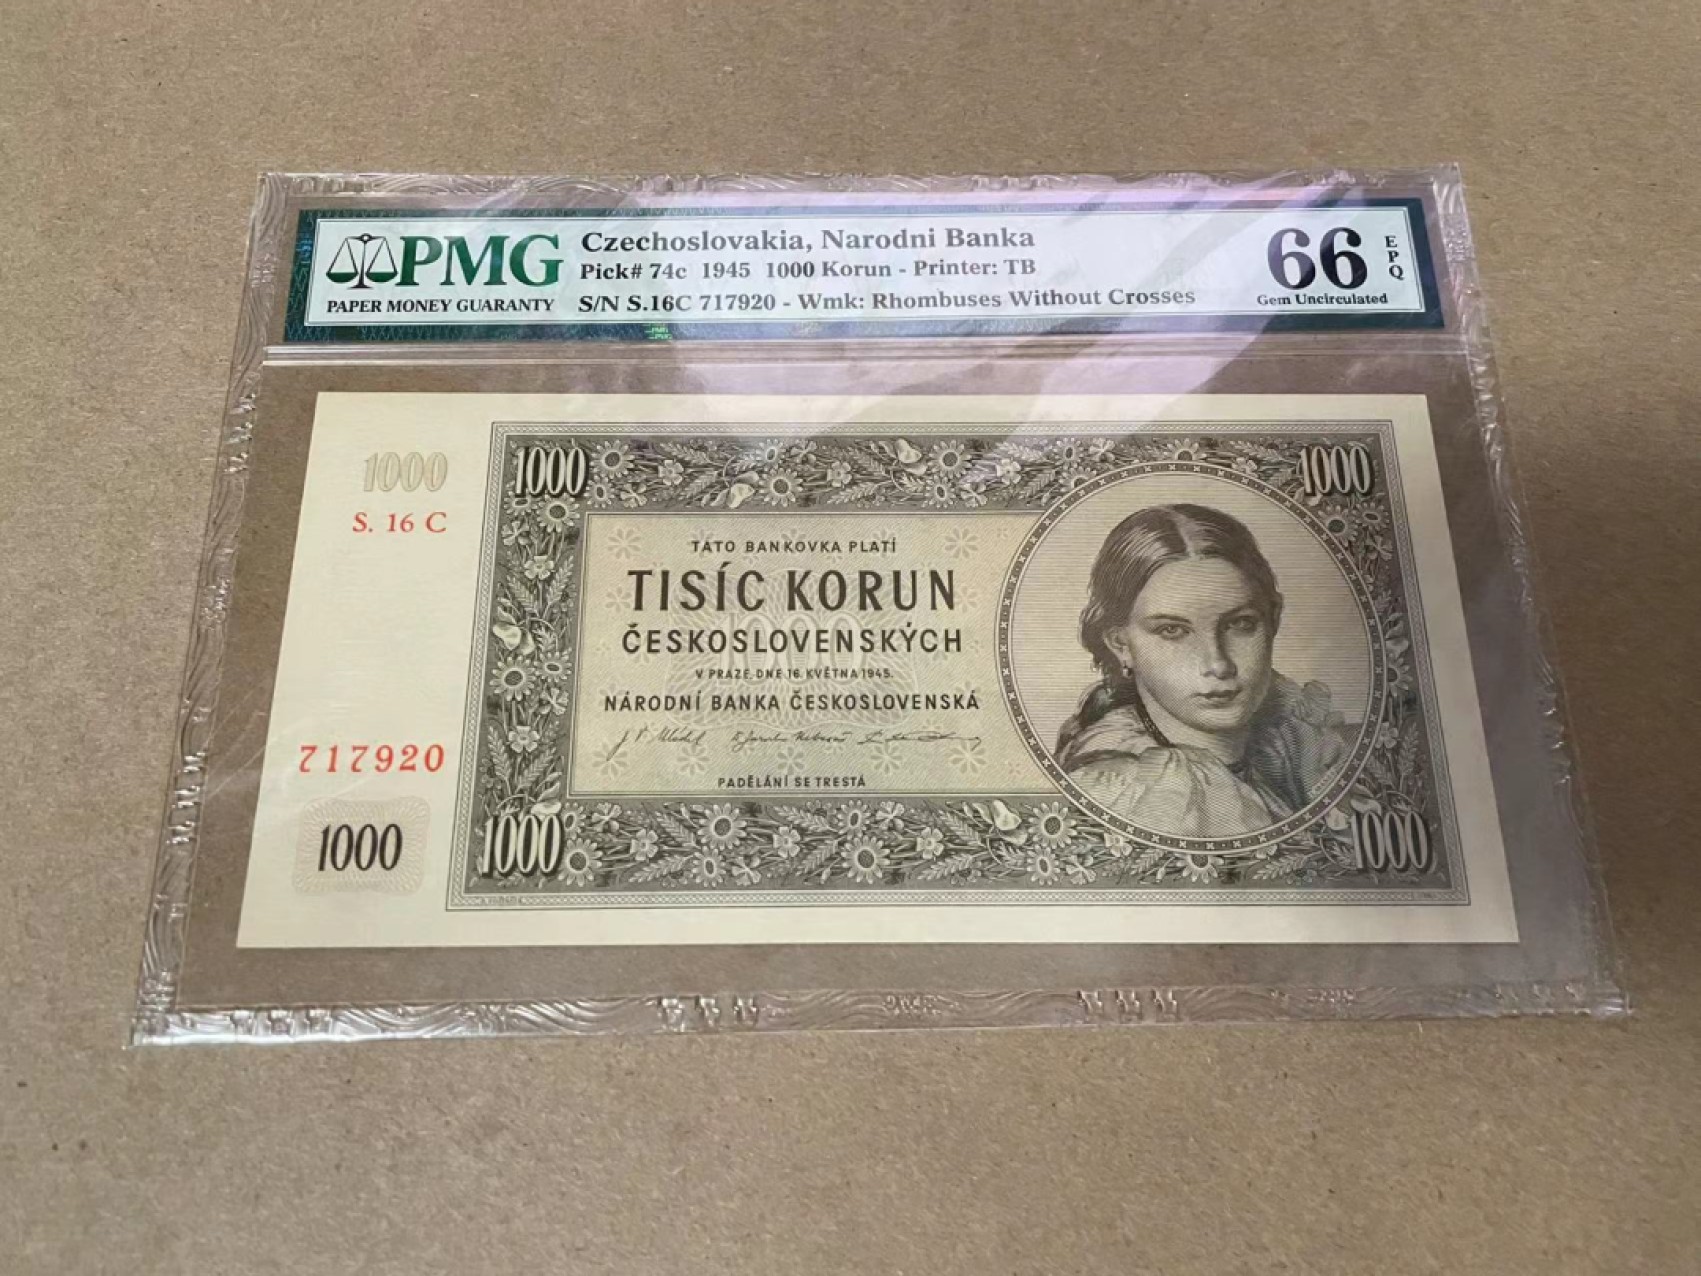 PMG
PAPER MONEY GUARANTY
Czechoslovakia, Narodni Banka
Pick# 74c 1945 1000 Korun - Printer: TB
S/N S.16C 717920 - Wmk: Rhombuses Without Crosses
66
EPQ
Gem Uncirculated
1000
S. 16 C
1000
1000
TATO BANKOVKA PLATÍ
TISÍC KORUN
ČESKOSLOVENSKÝCH
V PRAZE, DNE 16. KVĚTNA 1945.
NÁRODNÍ BANKA ČESKOSLOVENSKÁ
PADĚLÁNÍ SE TRESTÁ
717920
1000
1000
1000